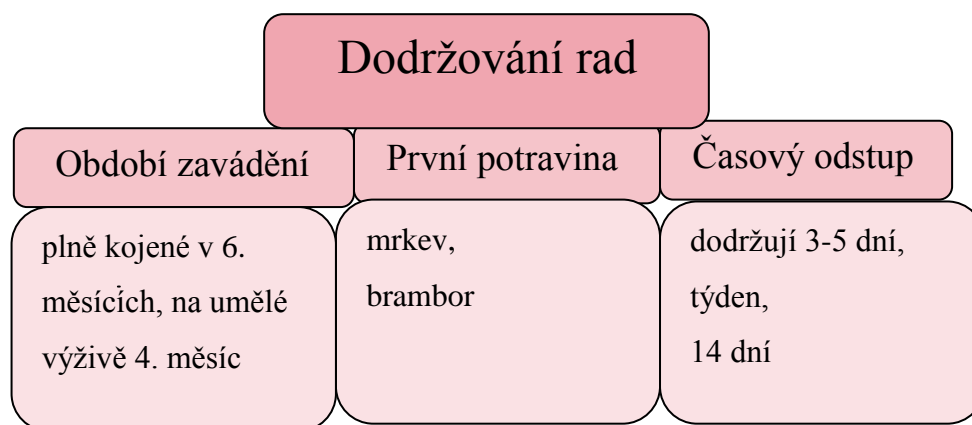 Dodržování rad
Období zavádění
První potravina
Časový odstup
plně kojené v 6.
měsících, na umělé
výživě 4. měsíc
mrkev,
brambor
dodržují 3-5 dní,
týden,
14 dní